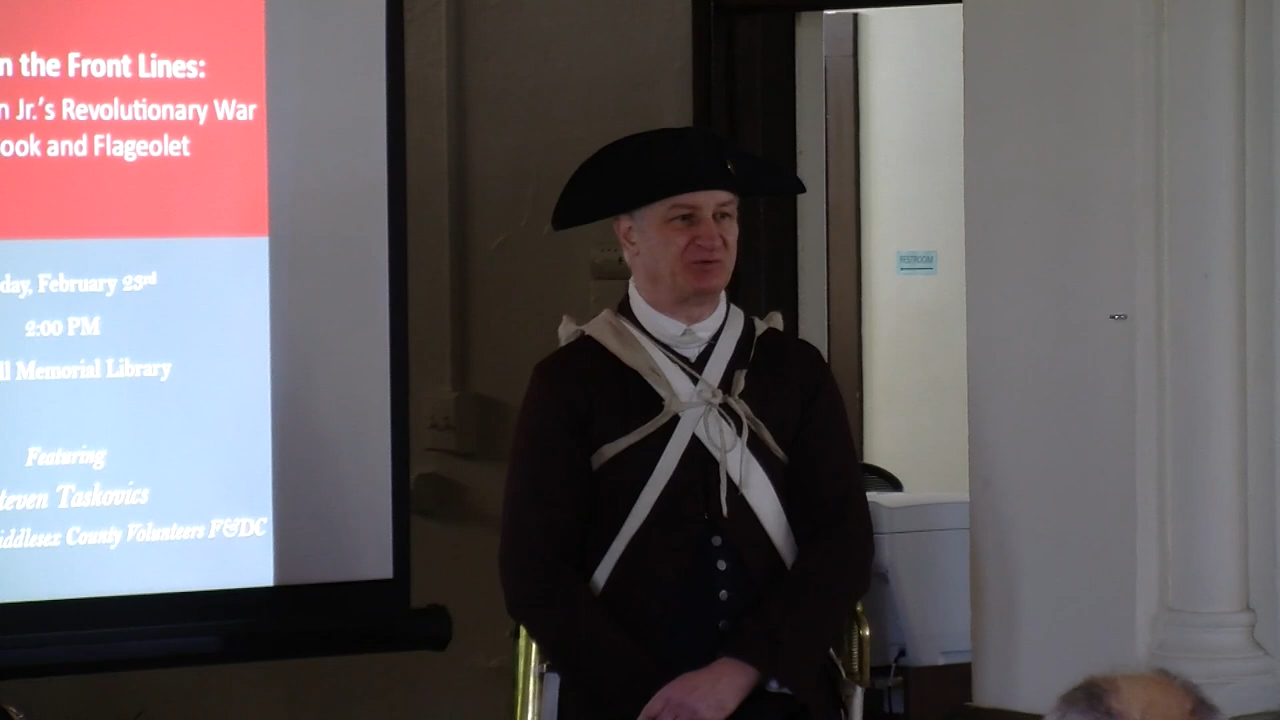 n the Front Lines:
n Jr.'s Revolutionary War
ook and Flageolet
day, February 23rd
2:00 PM
ll Memorial Library
Featuring
teven Taskovics
iddlesex County Volunteers F&DC
RESTROOM